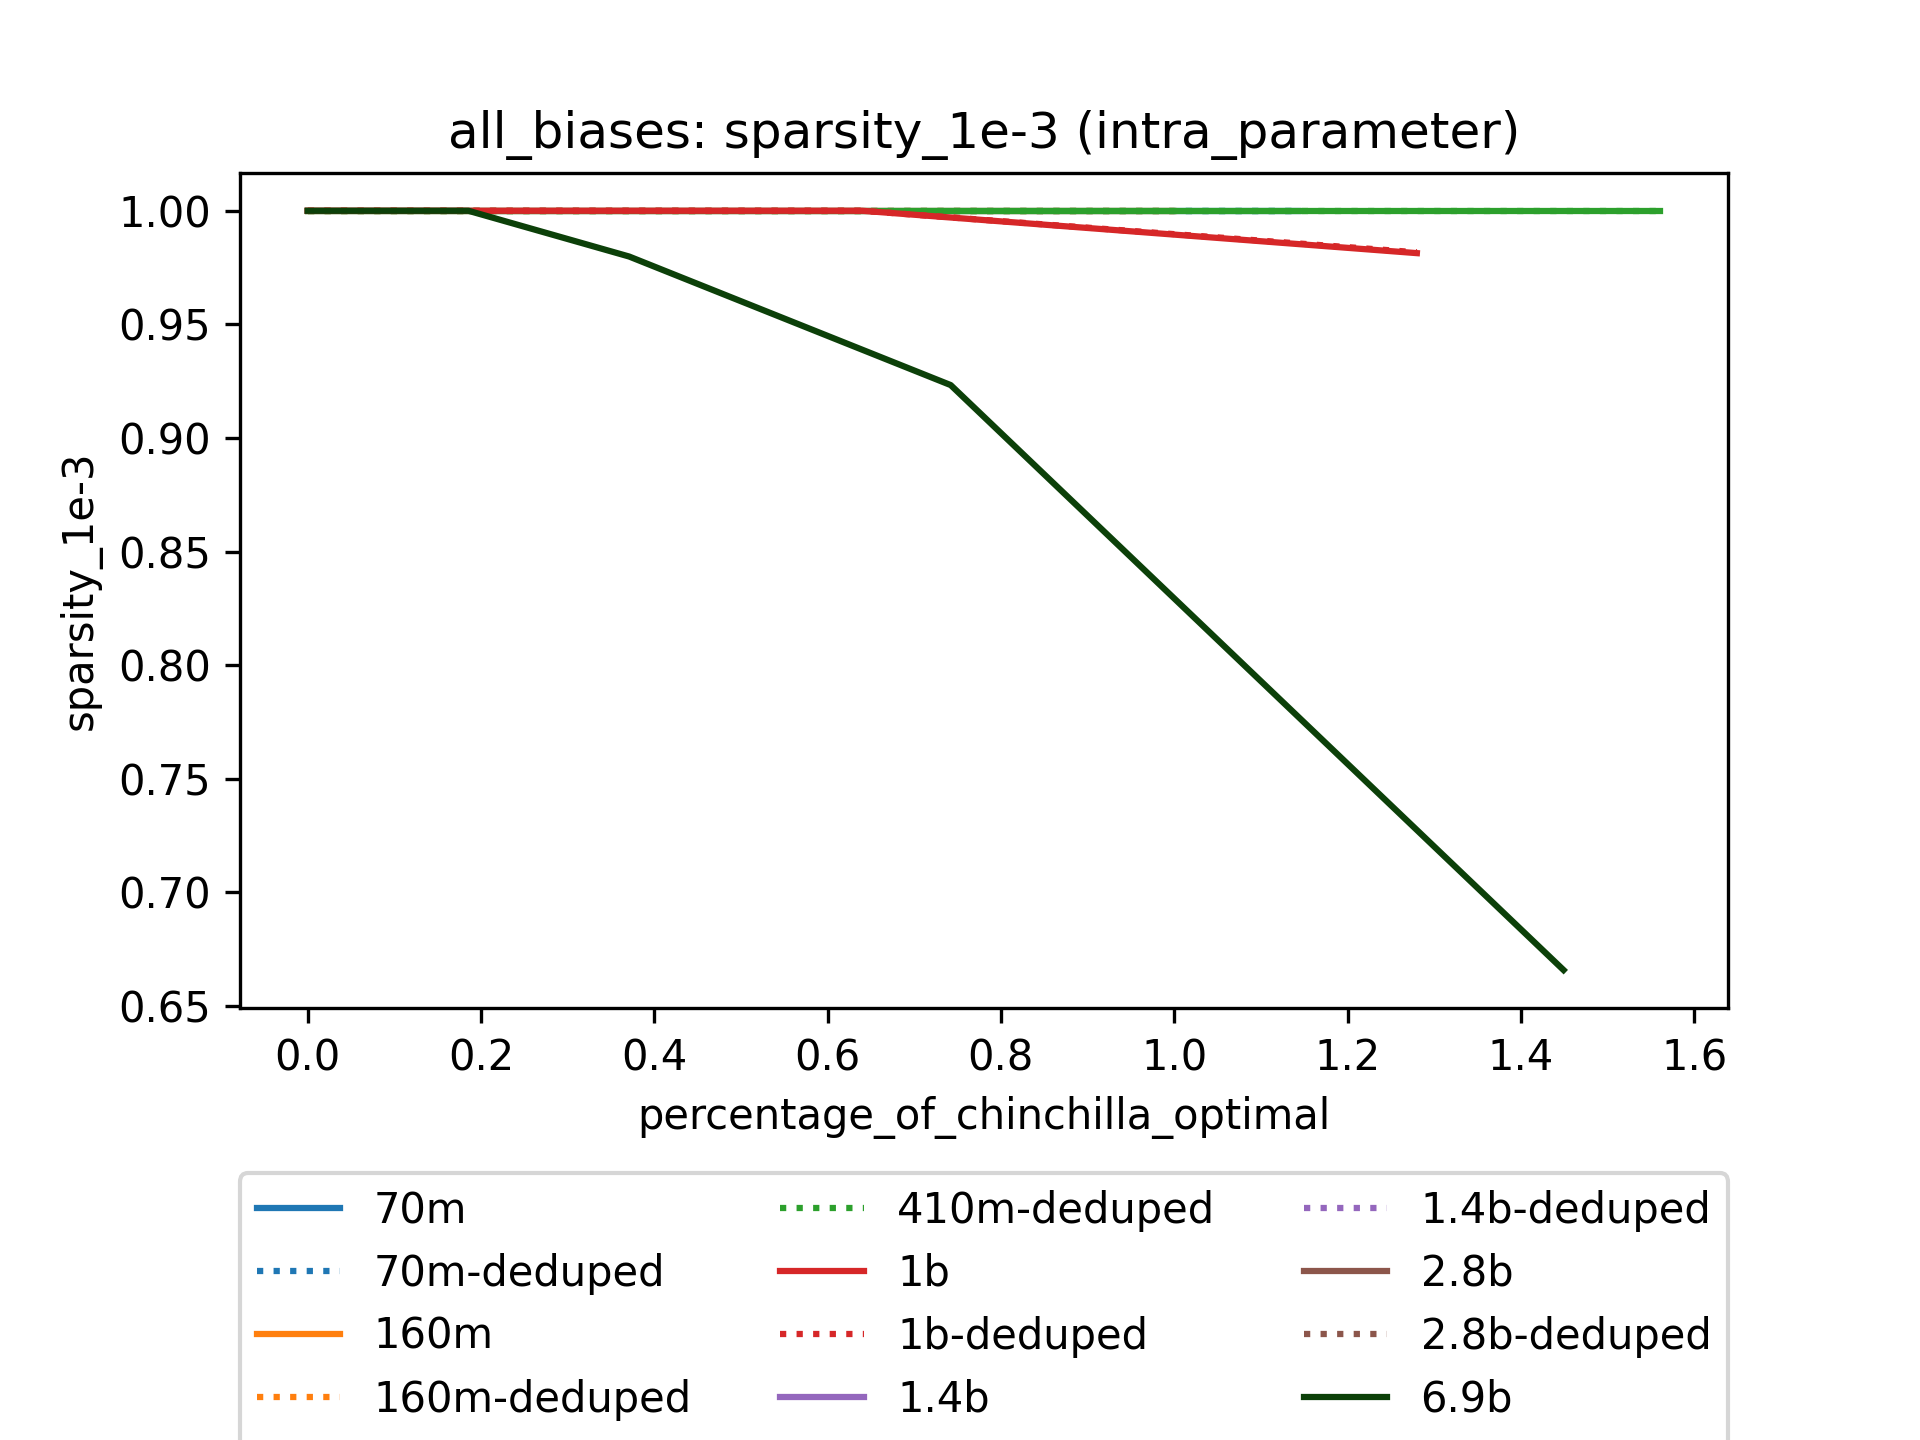 all_biases: sparsity_1e-3 (intra_parameter)
1.00
0.95
0.90
0.85
0.80
0.75
0.70
0.65
sparsity_1e-3
0.0 0.2 0.4 0.6 0.8 1.0 1.2 1.4 1.6
percentage_of_chinchilla_optimal
70m 410m-deduped 1.4b-deduped
70m-deduped 1b 2.8b
160m 1b-deduped 2.8b-deduped
160m-deduped 1.4b 6.9b